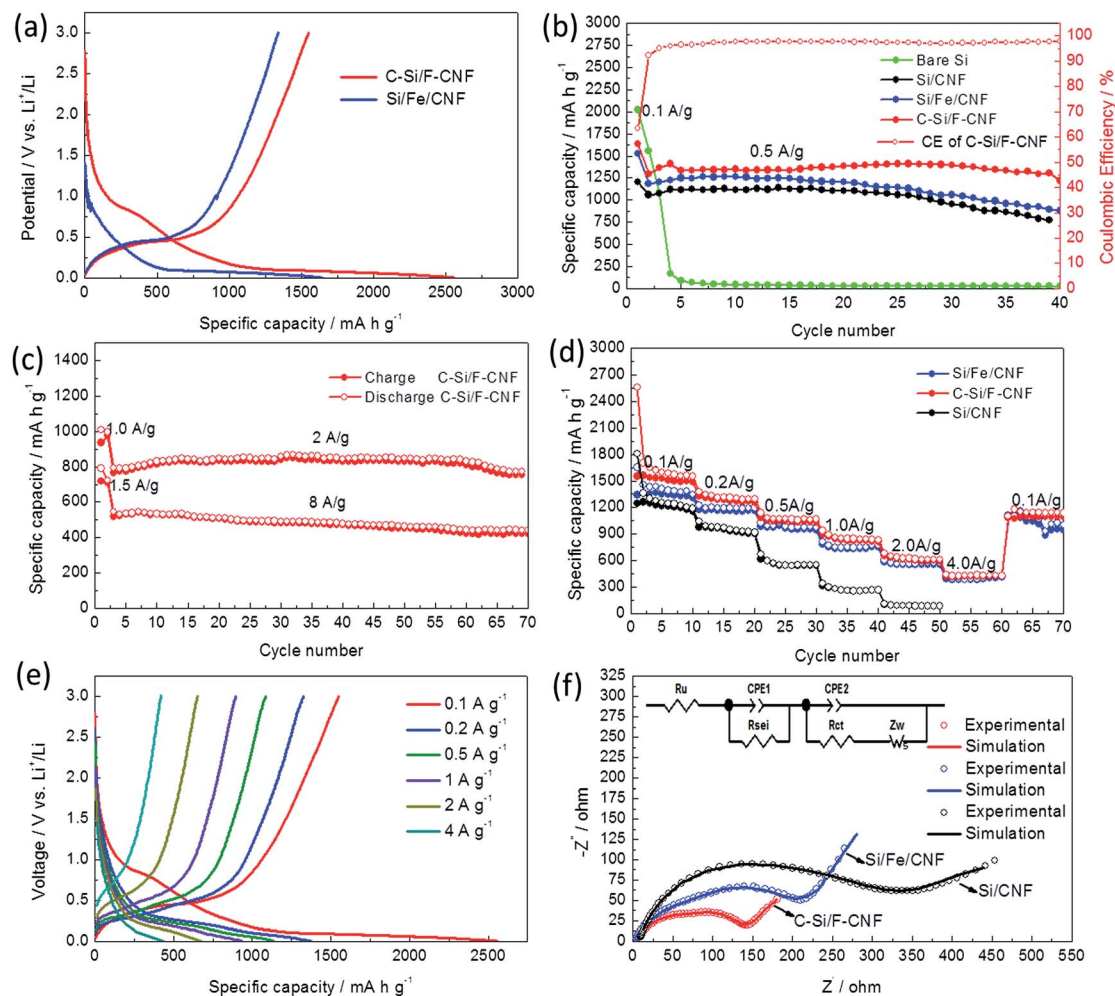 (a)
3.0
2.5
2.0
1.5
1.0
0.5
0.0
Potential / V vs. Li⁺/Li
C-Si/F-CNF
Si/Fe/CNF
0 500 1000 1500 2000 2500 3000
Specific capacity / mA h g⁻¹
(b)
3000
2750
2500
2250
2000
1750
1500
1250
1000
750
500
250
0
Specific capacity / mA h g⁻¹
Bare Si
Si/CNF
Si/Fe/CNF
C-Si/F-CNF
CE of C-Si/F-CNF
0.1 A/g
0.5 A/g
100
90
80
70
60
50
40
30
20
10
0
Coulombic Efficiency / %
0 5 10 15 20 25 30 35 40
Cycle number
(c)
1400
1200
1000
800
600
400
200
0
Specific capacity / mA h g⁻¹
Charge C-Si/F-CNF
Discharge C-Si/F-CNF
1.0 A/g
2 A/g
1.5 A/g
8 A/g
0 5 10 15 20 25 30 35 40 45 50 55 60 65 70
Cycle number
(d)
3000
2700
2400
2100
1800
1500
1200
900
600
300
0
Specific capacity / mA h g⁻¹
Si/Fe/CNF
C-Si/F-CNF
Si/CNF
0.1A/g
0.2A/g
0.5A/g
1.0A/g
2.0A/g
4.0A/g
0.1A/g
0 5 10 15 20 25 30 35 40 45 50 55 60 65 70
Cycle number
(e)
3.0
2.5
2.0
1.5
1.0
0.5
0.0
Voltage / V vs. Li⁺/Li
0.1 A g⁻¹
0.2 A g⁻¹
0.5 A g⁻¹
1 A g⁻¹
2 A g⁻¹
4 A g⁻¹
0 500 1000 1500 2000 2500
Specific capacity / mA h g⁻¹
(f)
325
300
275
250
225
200
175
150
125
100
75
50
25
0
-Z" / ohm
Ru CPE1 CPE2
Rsei Rct Zw
s
Experimental
Simulation
Experimental
Simulation
Experimental
Simulation
Si/Fe/CNF
Si/CNF
C-Si/F-CNF
0 50 100 150 200 250 300 350 400 450 500 550
Z' / ohm